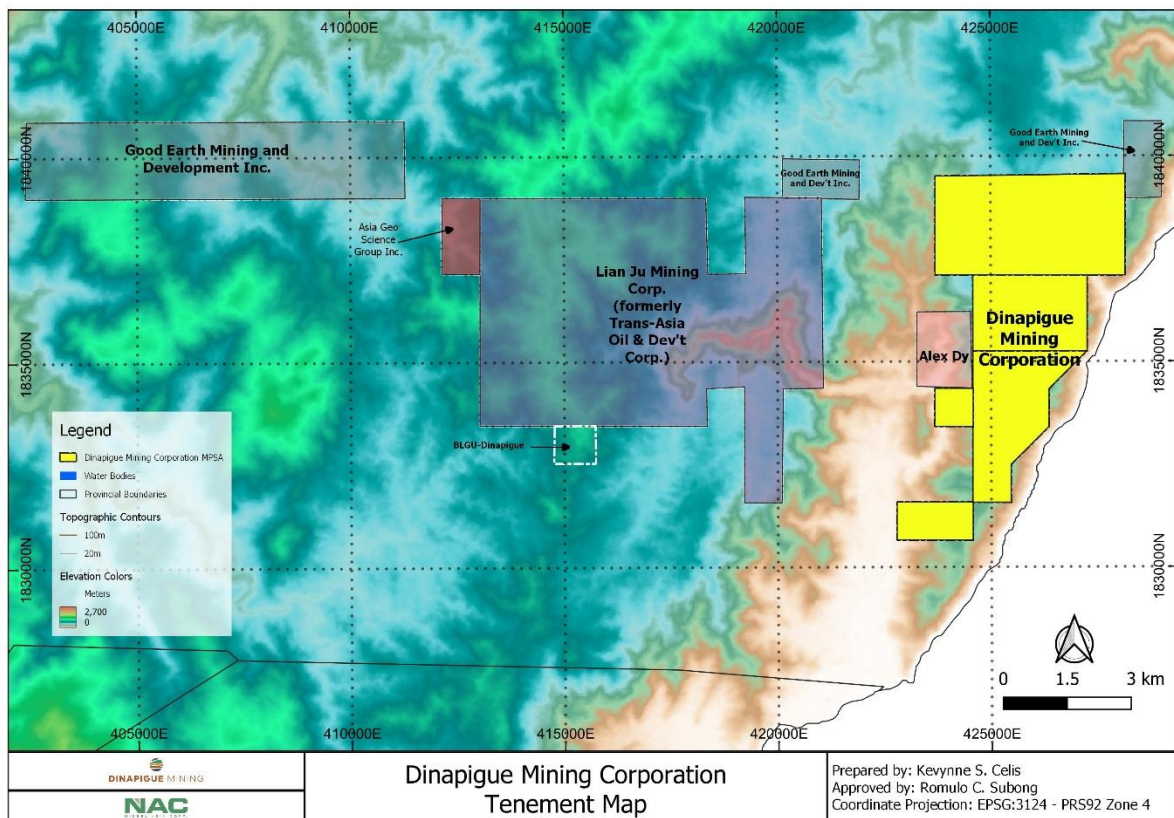 405000E
410000E
415000E
420000E
425000E
1840000N
1840000N
Good Earth Mining and
Development Inc.
Good Earth Mining
and Dev't Inc.
Good Earth Mining
and Dev't Inc.
Asia Geo
Science
Group Inc.
Lian Ju Mining
Corp.
(formerly
Trans-Asia
Oil & Dev't
Corp.)
Dinapigue
Mining
Corporation
Alex Dy
1835000N
1835000N
BLGU-Dinapigue
Legend
Dinapigue Mining Corporation MPSA
Water Bodies
Provincial Boundaries
Topographic Contours
100m
20m
Elevation Colors
Meters
2,700
0
1830000N
1830000N
0 1.5 3 km
405000E
410000E
415000E
420000E
425000E
DINAPIGUE MINING
NAC
Dinapigue Mining Corporation
Tenement Map
Prepared by: Kevynne S. Celis
Approved by: Romulo C. Subong
Coordinate Projection: EPSG:3124 - PRS92 Zone 4